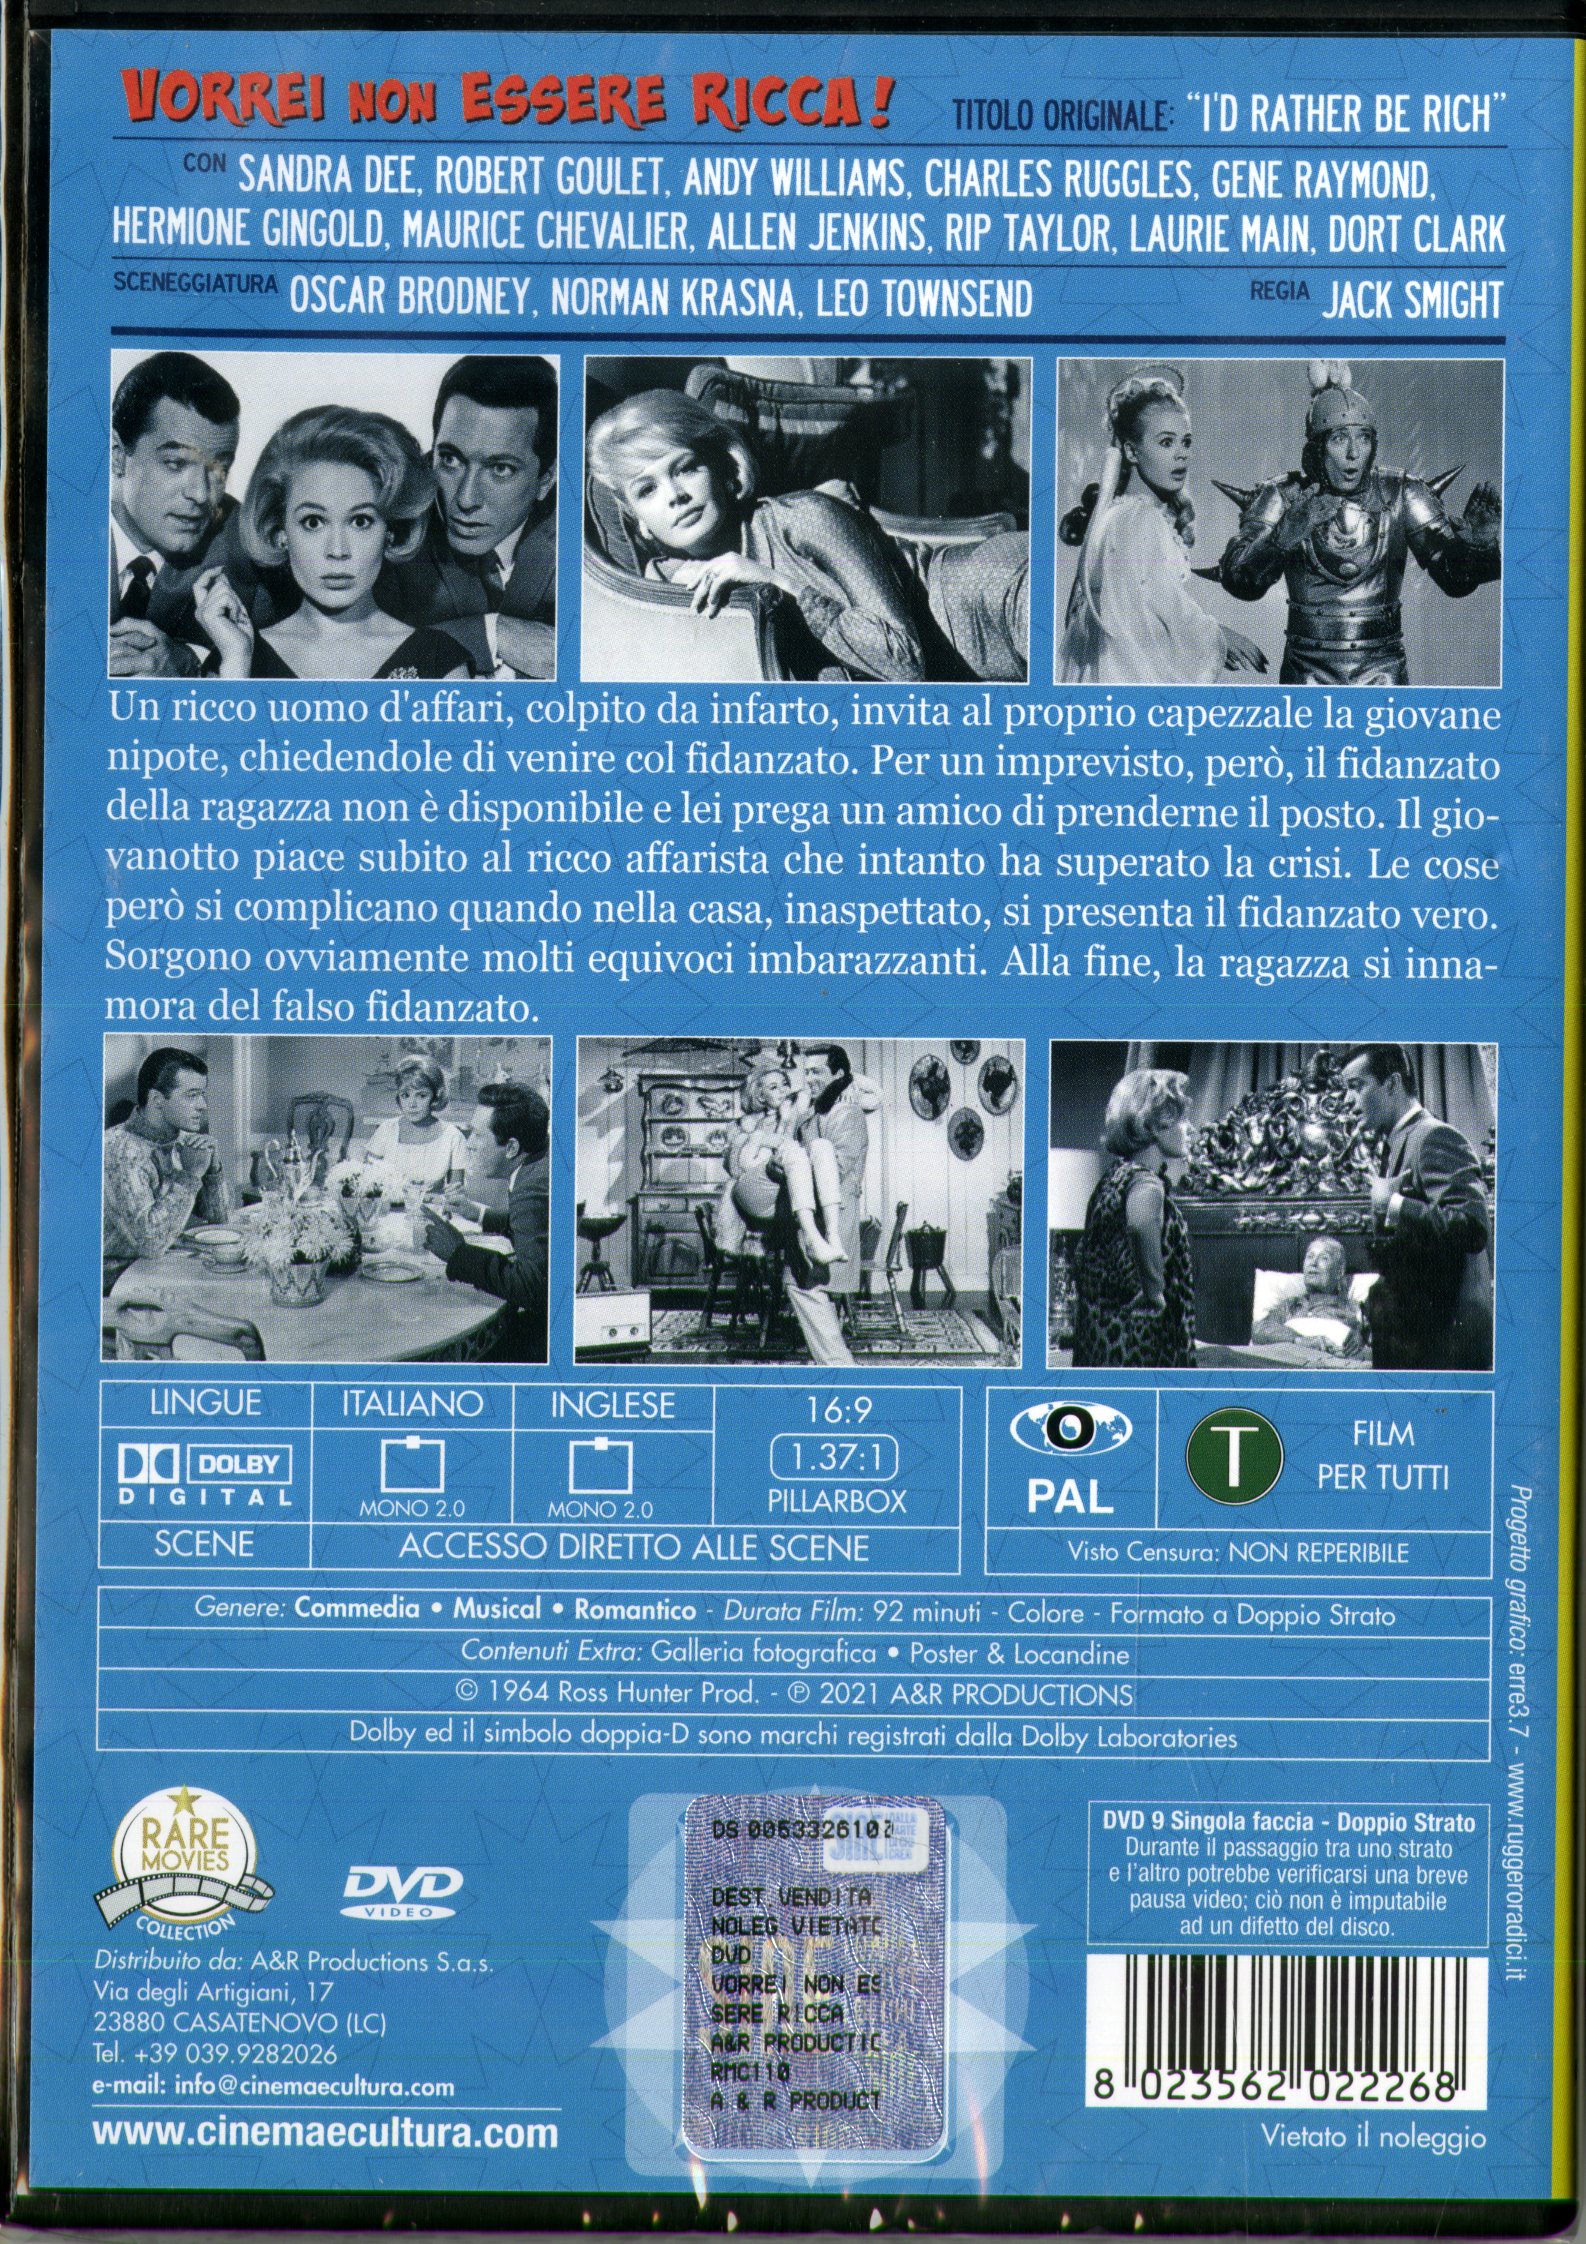 VORREI NON ESSERE RICCA!
TITOLO ORIGINALE: “I'D RATHER BE RICH”
CON SANDRA DEE, ROBERT GOULET, ANDY WILLIAMS, CHARLES RUGGLES, GENE RAYMOND,
HERMIONE GINGOLD, MAURICE CHEVALIER, ALLEN JENKINS, RIP TAYLOR, LAURIE MAIN, DORT CLARK
SCENEGGIATURA OSCAR BRODNEY, NORMAN KRASNA, LEO TOWNSEND
REGIA JACK SMIGHT
Un ricco uomo d'affari, colpito da infarto, invita al proprio capezzale la giovane
nipote, chiedendole di venire col fidanzato. Per un imprevisto, però, il fidanzato
della ragazza non è disponibile e lei prega un amico di prenderne il posto. Il gio-
vanotto piace subito al ricco affarista che intanto ha superato la crisi. Le cose
però si complicano quando nella casa, inaspettato, si presenta il fidanzato vero.
Sorgono ovviamente molti equivoci imbarazzanti. Alla fine, la ragazza si inna-
mora del falso fidanzato.
LINGUE
ITALIANO
INGLESE
16:9
1.37:1
PILLARBOX
DOLBY
DIGITAL
MONO 2.0
MONO 2.0
SCENE
ACCESSO DIRETTO ALLE SCENE
O
PAL
T
FILM
PER TUTTI
Visto Censura: NON REPERIBILE
Genere: Commedia • Musical • Romantico - Durata Film: 92 minuti - Colore - Formato a Doppio Strato
Contenuti Extra: Galleria fotografica • Poster & Locandine
© 1964 Ross Hunter Prod. - ℗ 2021 A&R PRODUCTIONS
Dolby ed il simbolo doppia-D sono marchi registrati dalla Dolby Laboratories
Progetto grafico: erre3.7 - www.ruggeroradici.it
RARE
MOVIES
COLLECTION
DVD
VIDEO
Distribuito da: A&R Productions S.a.s.
Via degli Artigiani, 17
23880 CASATENOVO (LC)
Tel. +39 039.9282026
e-mail: info@cinemaecultura.com
www.cinemaecultura.com
DS 005332610
DEST VENDITA
NOLEG VIETATO
DVD
VORREI NON ES
SERE RICCA
A&R PRODUCTIO
RMC110
A & R PRODUCT
DVD 9 Singola faccia - Doppio Strato
Durante il passaggio tra uno strato
e l'altro potrebbe verificarsi una breve
pausa video; ciò non è imputabile
ad un difetto del disco.
8 023562 022268
Vietato il noleggio